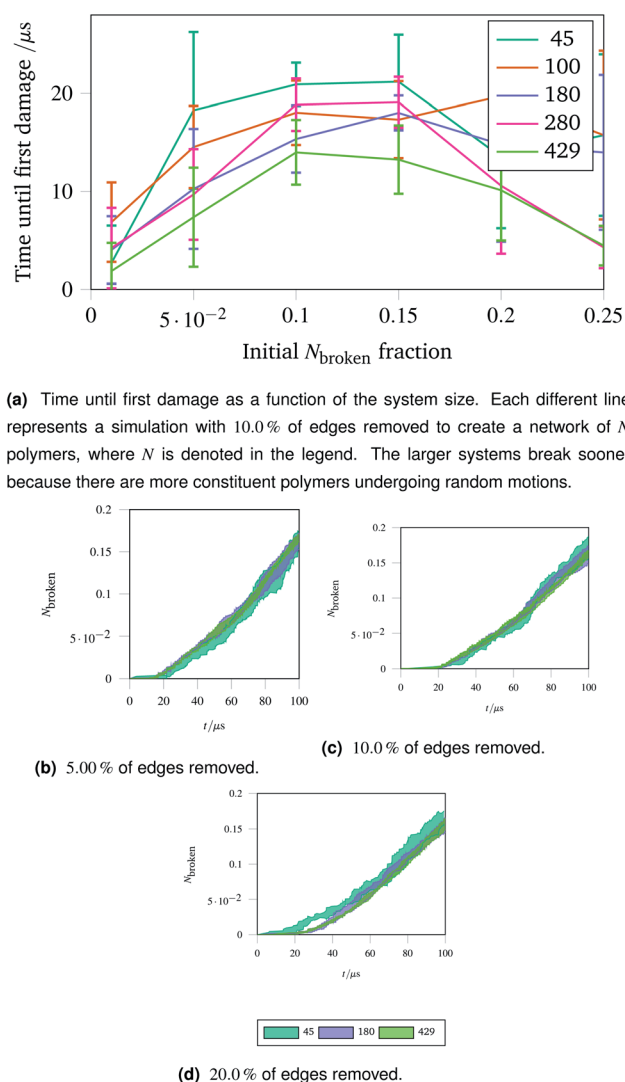 Time until first damage /μs
20
10
0
0
5·10⁻²
0.1
0.15
0.2
0.25
Initial N_broken fraction
45
100
180
280
429
(a) Time until first damage as a function of the system size. Each different line
represents a simulation with 10.0 % of edges removed to create a network of N
polymers, where N is denoted in the legend. The larger systems break soone
because there are more constituent polymers undergoing random motions.
N_broken
0.2
0.15
0.1
5·10⁻²
0
0 20 40 60 80 100
t/μs
(b) 5.00 % of edges removed.
N_broken
0.2
0.15
0.1
5·10⁻²
0
0 20 40 60 80 100
t/μs
(c) 10.0 % of edges removed.
N_broken
0.2
0.15
0.1
5·10⁻²
0
0 20 40 60 80 100
t/μs
45 180 429
(d) 20.0 % of edges removed.